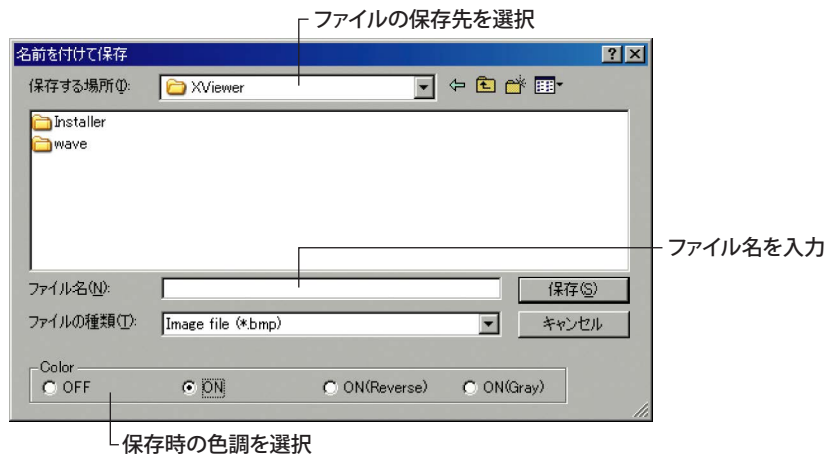 ファイルの保存先を選択
名前を付けて保存
保存する場所(I):
XViewer
Installer
wave
ファイル名を入力
ファイル名(N):
保存(S)
ファイルの種類(T):
Image file (*.bmp)
キャンセル
Color
OFF
ON
ON(Reverse)
ON(Gray)
保存時の色調を選択